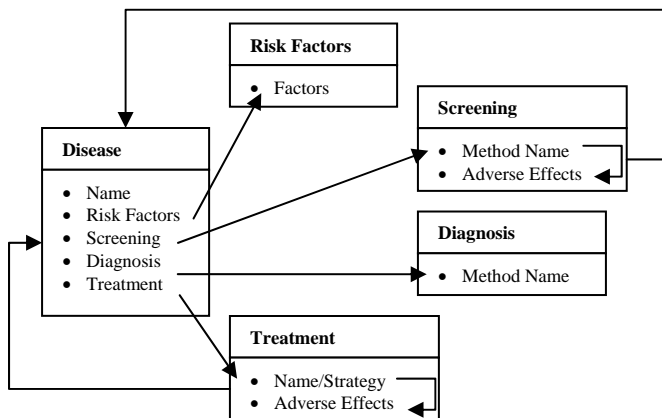 Risk Factors
• Factors
Screening
• Method Name
• Adverse Effects
Disease
• Name
• Risk Factors
• Screening
• Diagnosis
• Treatment
Diagnosis
• Method Name
Treatment
• Name/Strategy
• Adverse Effects